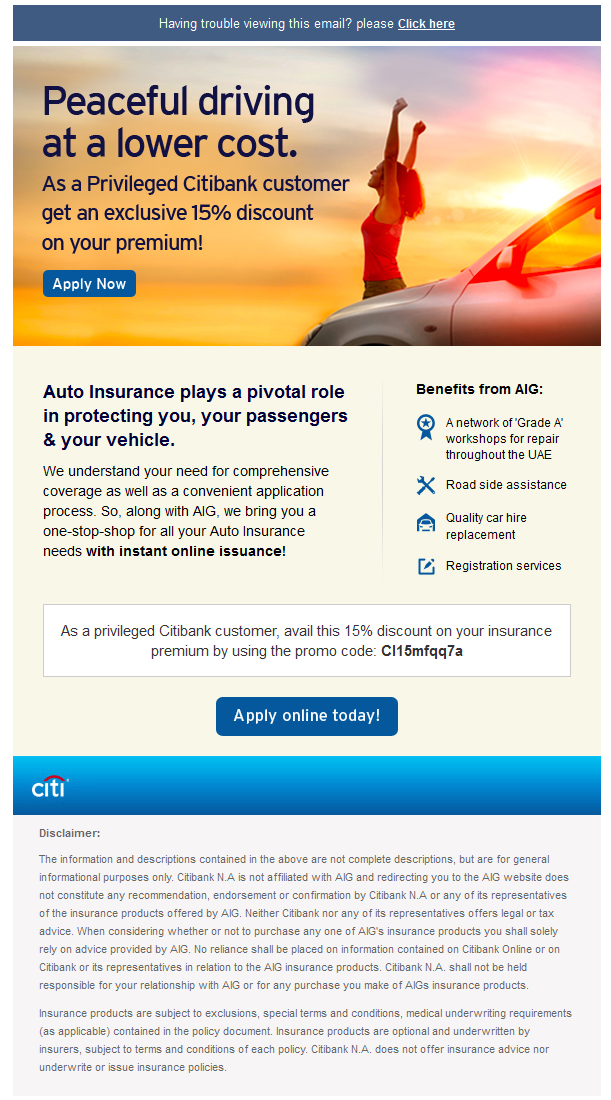 Having trouble viewing this email? please Click here
Peaceful driving
at a lower cost.
As a Privileged Citibank customer
get an exclusive 15% discount
on your premium!
Apply Now
Auto Insurance plays a pivotal role
in protecting you, your passengers
& your vehicle.
We understand your need for comprehensive
coverage as well as a convenient application
process. So, along with AIG, we bring you a
one-stop-shop for all your Auto Insurance
needs with instant online issuance!
Benefits from AIG:
A network of 'Grade A'
workshops for repair
throughout the UAE
Road side assistance
Quality car hire
replacement
Registration services
As a privileged Citibank customer, avail this 15% discount on your insurance
premium by using the promo code: CI15mfqq7a
Apply online today!
citi
Disclaimer:
The information and descriptions contained in the above are not complete descriptions, but are for general
informational purposes only. Citibank N.A is not affiliated with AIG and redirecting you to the AIG website does
not constitute any recommendation, endorsement or confirmation by Citibank N.A or any of its representatives
of the insurance products offered by AIG. Neither Citibank nor any of its representatives offers legal or tax
advice. When considering whether or not to purchase any one of AIG's insurance products you shall solely
rely on advice provided by AIG. No reliance shall be placed on information contained on Citibank Online or on
Citibank or its representatives in relation to the AIG insurance products. Citibank N.A. shall not be held
responsible for your relationship with AIG or for any purchase you make of AIGs insurance products.
Insurance products are subject to exclusions, special terms and conditions, medical underwriting requirements
(as applicable) contained in the policy document. Insurance products are optional and underwritten by
insurers, subject to terms and conditions of each policy. Citibank N.A. does not offer insurance advice nor
underwrite or issue insurance policies.